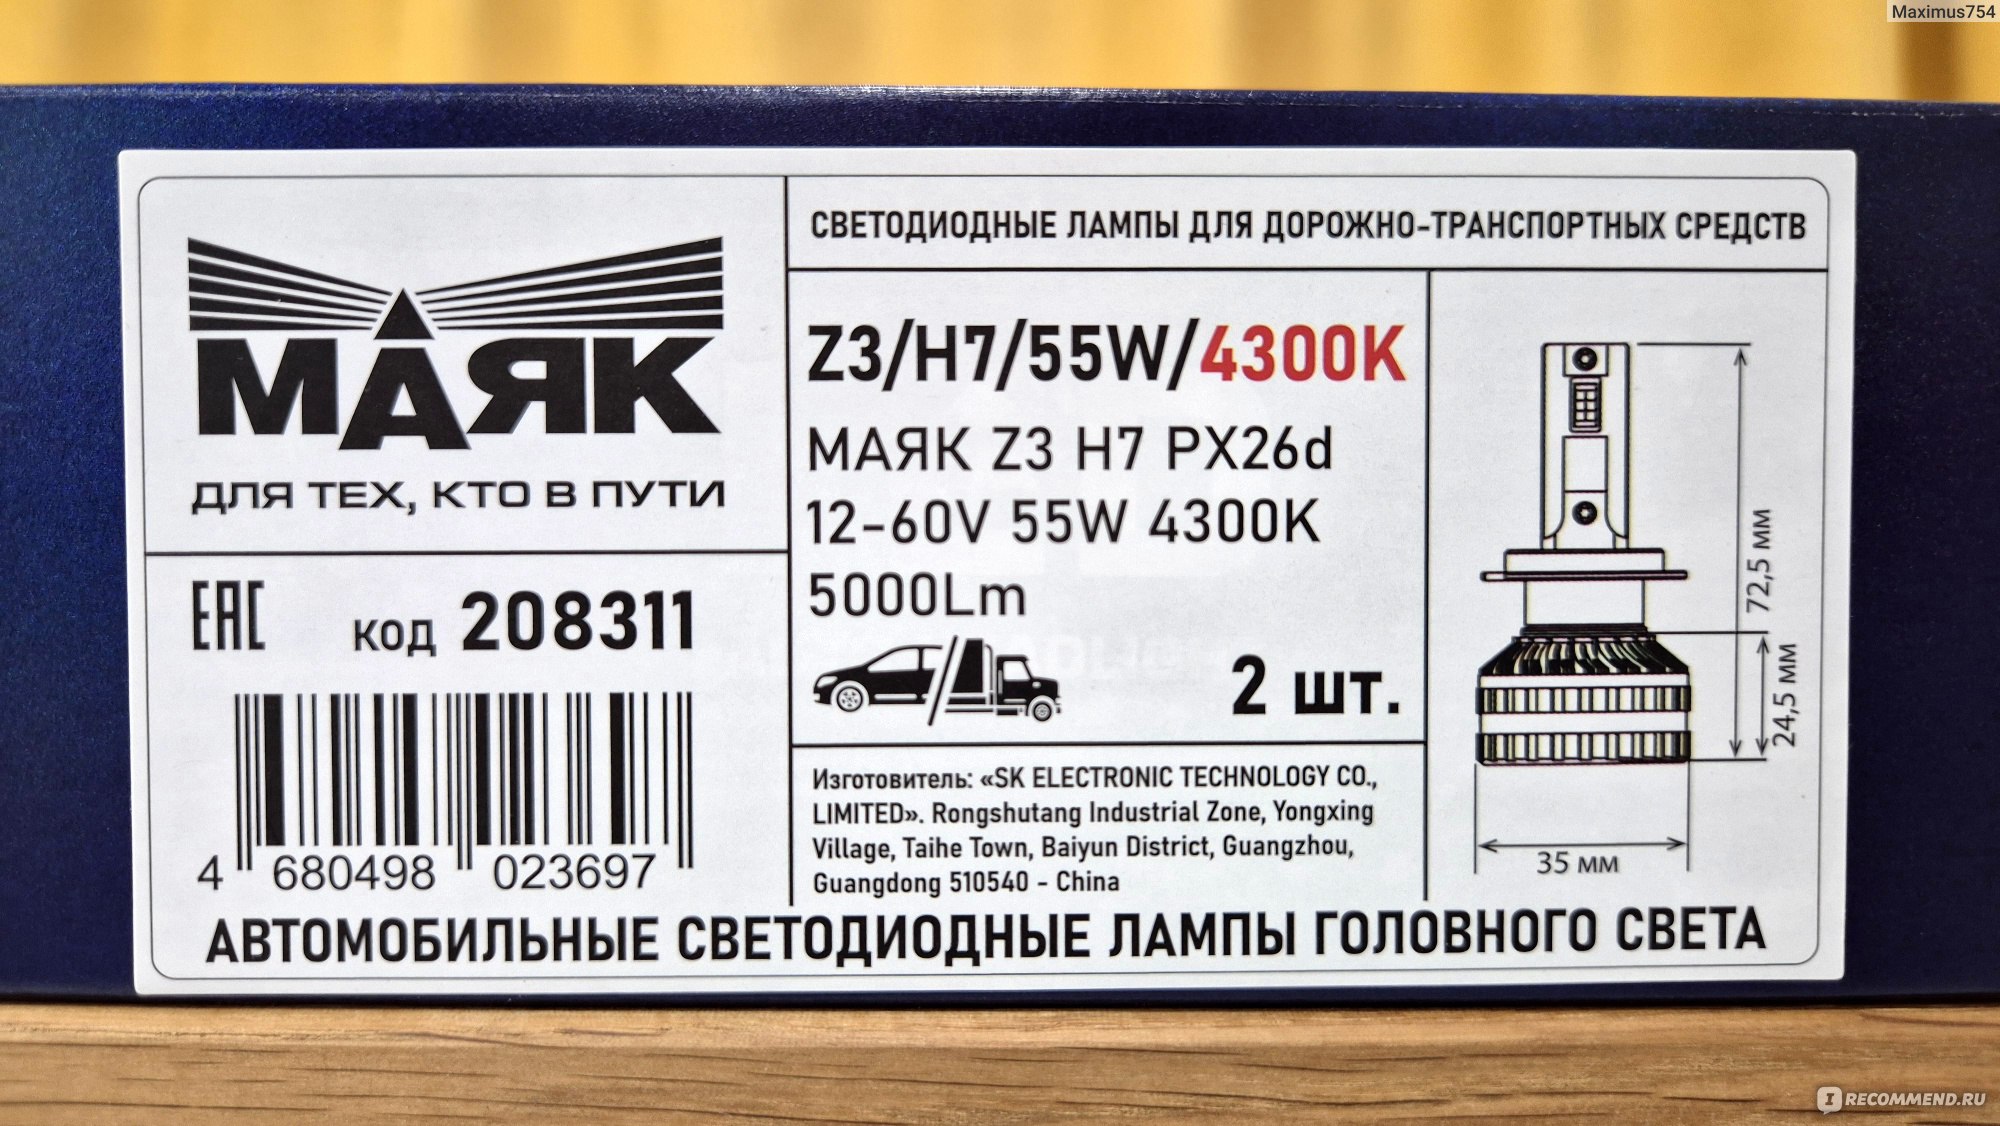 Maximus754
МАЯК
ДЛЯ ТЕХ, КТО В ПУТИ
EAC код 208311
4 680498 023697
СВЕТОДИОДНЫЕ ЛАМПЫ ДЛЯ ДОРОЖНО-ТРАНСПОРТНЫХ СРЕДСТВ
Z3/H7/55W/4300K
МАЯК Z3 H7 PX26d
12-60V 55W 4300K
5000Lm
2 шт.
Изготовитель: «SK ELECTRONIC TECHNOLOGY CO.,
LIMITED». Rongshutang Industrial Zone, Yongxing
Village, Taihe Town, Baiyun District, Guangzhou,
Guangdong 510540 - China
72,5 мм
24,5 мм
35 мм
АВТОМОБИЛЬНЫЕ СВЕТОДИОДНЫЕ ЛАМПЫ ГОЛОВНОГО СВЕТА
I RECOMMEND.RU